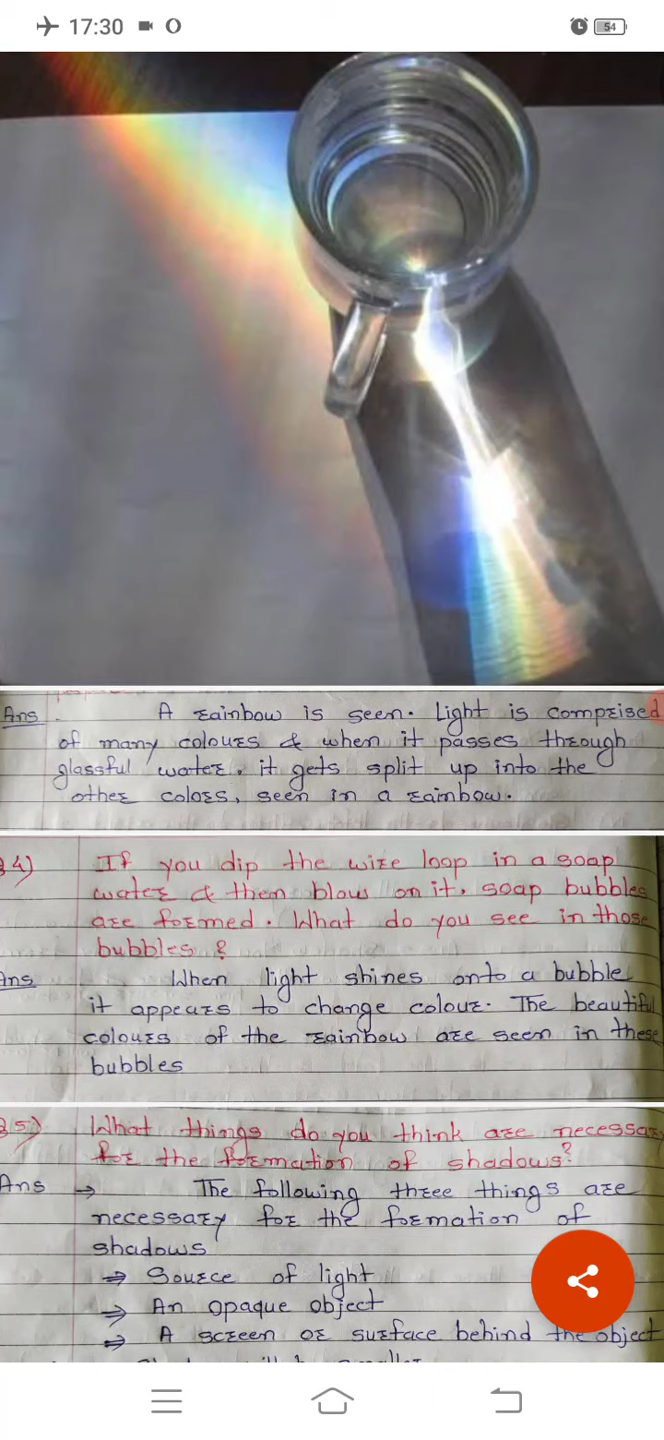 17:30
54
Ans. A rainbow is seen. Light is comprised
of many colours & when it passes through
glassful water, it gets split up into the
other colors, seen in a rainbow.
4) If you dip the wire loop in a soap
water & then blow on it, soap bubbles
are formed. What do you see in those
bubbles?
Ans When light shines onto a bubble
it appears to change colour. The beautiful
colours of the rainbow are seen in these
bubbles
5) What things do you think are necessary
for the formation of shadows?
Ans → The following three things are
necessary for the formation of
shadows
⇒ Source of light
⇒ An opaque object
⇒ A screen or surface behind the object